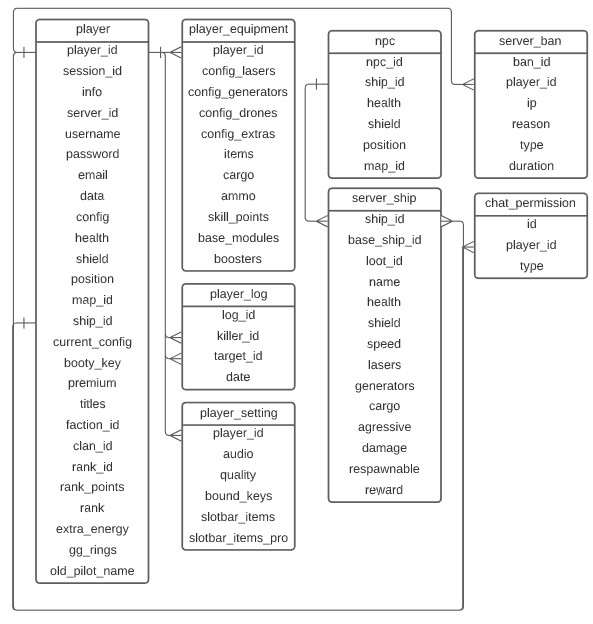 player
player_id
session_id
info
server_id
username
password
email
data
config
health
shield
position
map_id
ship_id
current_config
booty_key
premium
titles
faction_id
clan_id
rank_id
rank_points
rank
extra_energy
gg_rings
old_pilot_name
player_equipment
player_id
config_lasers
config_generators
config_drones
config_extras
items
cargo
ammo
skill_points
base_modules
boosters
player_log
log_id
killer_id
target_id
date
player_setting
player_id
audio
quality
bound_keys
slotbar_items
slotbar_items_pro
npc
npc_id
ship_id
health
shield
position
map_id
server_ship
ship_id
base_ship_id
loot_id
name
health
shield
speed
lasers
generators
cargo
agressive
damage
respawnable
reward
server_ban
ban_id
player_id
ip
reason
type
duration
chat_permission
id
player_id
type